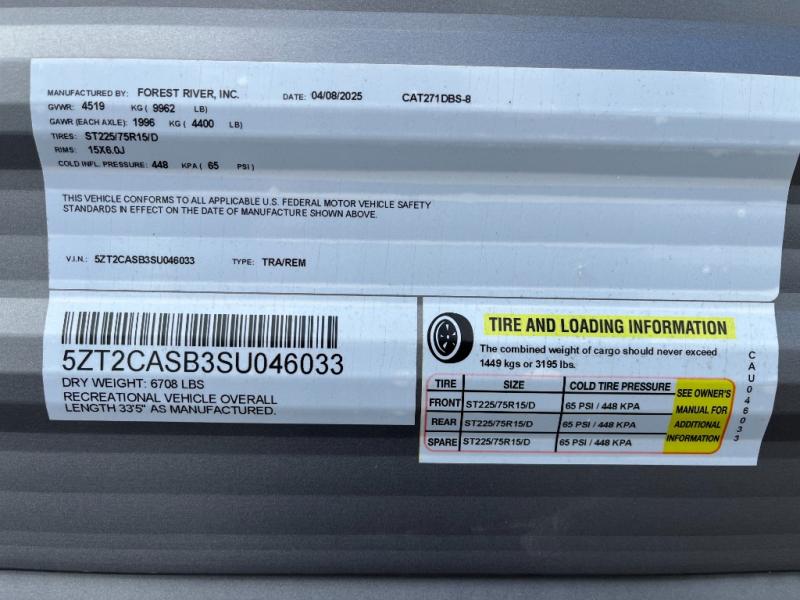 MANUFACTURED BY: FOREST RIVER, INC. DATE: 04/08/2025 CAT271DBS-8
GVWR: 4519 KG ( 9962 LB)
GAWR (EACH AXLE): 1996 KG ( 4400 LB)
TIRES: ST225/75R15/D
RIMS: 15X6.0J
COLD INFL. PRESSURE: 448 KPA ( 65 PSI )
THIS VEHICLE CONFORMS TO ALL APPLICABLE U.S. FEDERAL MOTOR VEHICLE SAFETY
STANDARDS IN EFFECT ON THE DATE OF MANUFACTURE SHOWN ABOVE.
V.I.N.: 5ZT2CASB3SU046033 TYPE: TRA/REM
5ZT2CASB3SU046033
DRY WEIGHT: 6708 LBS
RECREATIONAL VEHICLE OVERALL
LENGTH 33'5" AS MANUFACTURED.
TIRE AND LOADING INFORMATION
The combined weight of cargo should never exceed
1449 kgs or 3195 lbs.
TIRE SIZE COLD TIRE PRESSURE
FRONT ST225/75R15/D 65 PSI / 448 KPA
REAR ST225/75R15/D 65 PSI / 448 KPA
SPARE ST225/75R15/D 65 PSI / 448 KPA
SEE OWNER'S
MANUAL FOR
ADDITIONAL
INFORMATION
CAU046033